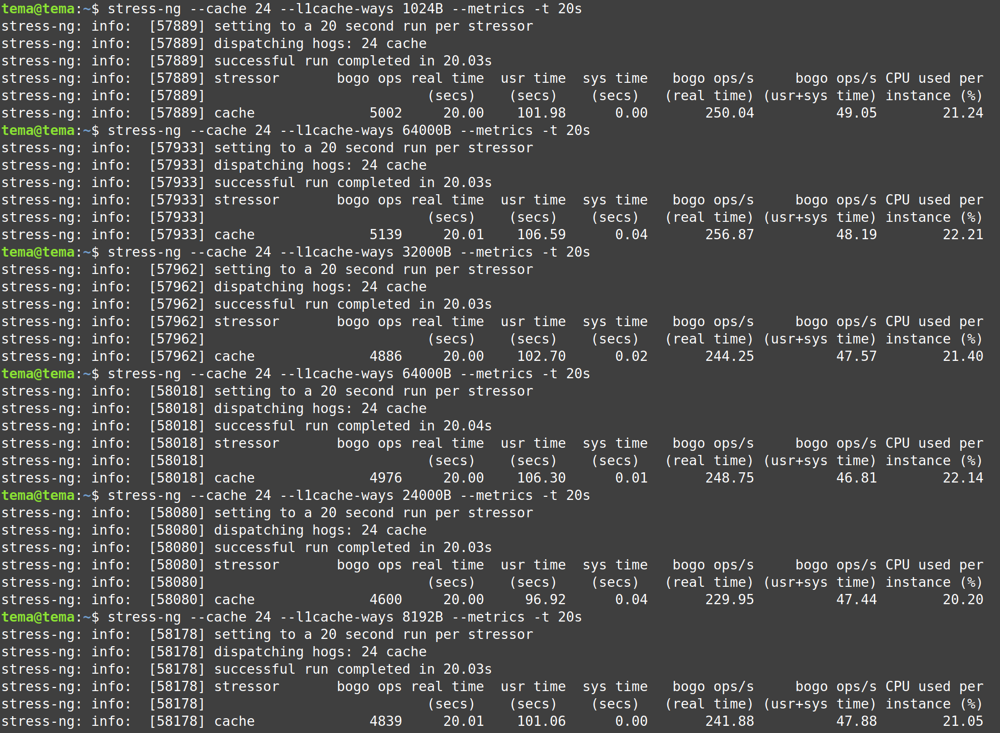 tema@tema:~$ stress-ng --cache 24 --l1cache-ways 1024B --metrics -t 20s
stress-ng: info:  [57889] setting to a 20 second run per stressor
stress-ng: info:  [57889] dispatching hogs: 24 cache
stress-ng: info:  [57889] successful run completed in 20.03s
stress-ng: info:  [57889] stressor       bogo ops real time  usr time  sys time   bogo ops/s     bogo ops/s CPU used per
stress-ng: info:  [57889]                           (secs)    (secs)    (secs)   (real time) (usr+sys time) instance (%)
stress-ng: info:  [57889] cache              5002     20.00    101.98      0.00       250.04          49.05        21.24
tema@tema:~$ stress-ng --cache 24 --l1cache-ways 64000B --metrics -t 20s
stress-ng: info:  [57933] setting to a 20 second run per stressor
stress-ng: info:  [57933] dispatching hogs: 24 cache
stress-ng: info:  [57933] successful run completed in 20.03s
stress-ng: info:  [57933] stressor       bogo ops real time  usr time  sys time   bogo ops/s     bogo ops/s CPU used per
stress-ng: info:  [57933]                           (secs)    (secs)    (secs)   (real time) (usr+sys time) instance (%)
stress-ng: info:  [57933] cache              5139     20.01    106.59      0.04       256.87          48.19        22.21
tema@tema:~$ stress-ng --cache 24 --l1cache-ways 32000B --metrics -t 20s
stress-ng: info:  [57962] setting to a 20 second run per stressor
stress-ng: info:  [57962] dispatching hogs: 24 cache
stress-ng: info:  [57962] successful run completed in 20.03s
stress-ng: info:  [57962] stressor       bogo ops real time  usr time  sys time   bogo ops/s     bogo ops/s CPU used per
stress-ng: info:  [57962]                           (secs)    (secs)    (secs)   (real time) (usr+sys time) instance (%)
stress-ng: info:  [57962] cache              4886     20.00    102.70      0.02       244.25          47.57        21.40
tema@tema:~$ stress-ng --cache 24 --l1cache-ways 64000B --metrics -t 20s
stress-ng: info:  [58018] setting to a 20 second run per stressor
stress-ng: info:  [58018] dispatching hogs: 24 cache
stress-ng: info:  [58018] successful run completed in 20.04s
stress-ng: info:  [58018] stressor       bogo ops real time  usr time  sys time   bogo ops/s     bogo ops/s CPU used per
stress-ng: info:  [58018]                           (secs)    (secs)    (secs)   (real time) (usr+sys time) instance (%)
stress-ng: info:  [58018] cache              4976     20.00    106.30      0.01       248.75          46.81        22.14
tema@tema:~$ stress-ng --cache 24 --l1cache-ways 24000B --metrics -t 20s
stress-ng: info:  [58080] setting to a 20 second run per stressor
stress-ng: info:  [58080] dispatching hogs: 24 cache
stress-ng: info:  [58080] successful run completed in 20.03s
stress-ng: info:  [58080] stressor       bogo ops real time  usr time  sys time   bogo ops/s     bogo ops/s CPU used per
stress-ng: info:  [58080]                           (secs)    (secs)    (secs)   (real time) (usr+sys time) instance (%)
stress-ng: info:  [58080] cache              4600     20.00     96.92      0.04       229.95          47.44        20.20
tema@tema:~$ stress-ng --cache 24 --l1cache-ways 8192B --metrics -t 20s
stress-ng: info:  [58178] setting to a 20 second run per stressor
stress-ng: info:  [58178] dispatching hogs: 24 cache
stress-ng: info:  [58178] successful run completed in 20.03s
stress-ng: info:  [58178] stressor       bogo ops real time  usr time  sys time   bogo ops/s     bogo ops/s CPU used per
stress-ng: info:  [58178]                           (secs)    (secs)    (secs)   (real time) (usr+sys time) instance (%)
stress-ng: info:  [58178] cache              4839     20.01    101.06      0.00       241.88          47.88        21.05